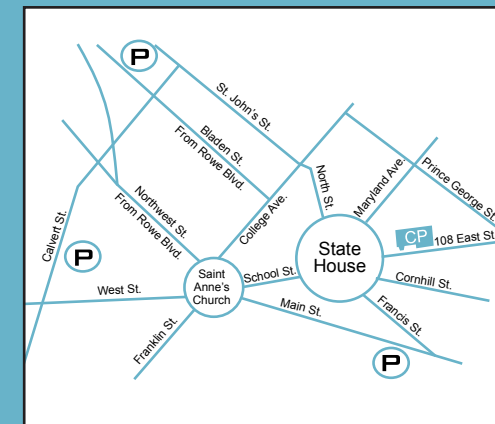 P
St. John's St.
Bladen St.
From Rowe Blvd.
North St.
Maryland Ave.
Prince George St.
College Ave.
Northwest St.
From Rowe Blvd.
Calvert St.
P
CP
108 East St.
State
House
Saint
Anne's
Church
School St.
Cornhill St.
West St.
Main St.
Francis St.
Franklin St.
P